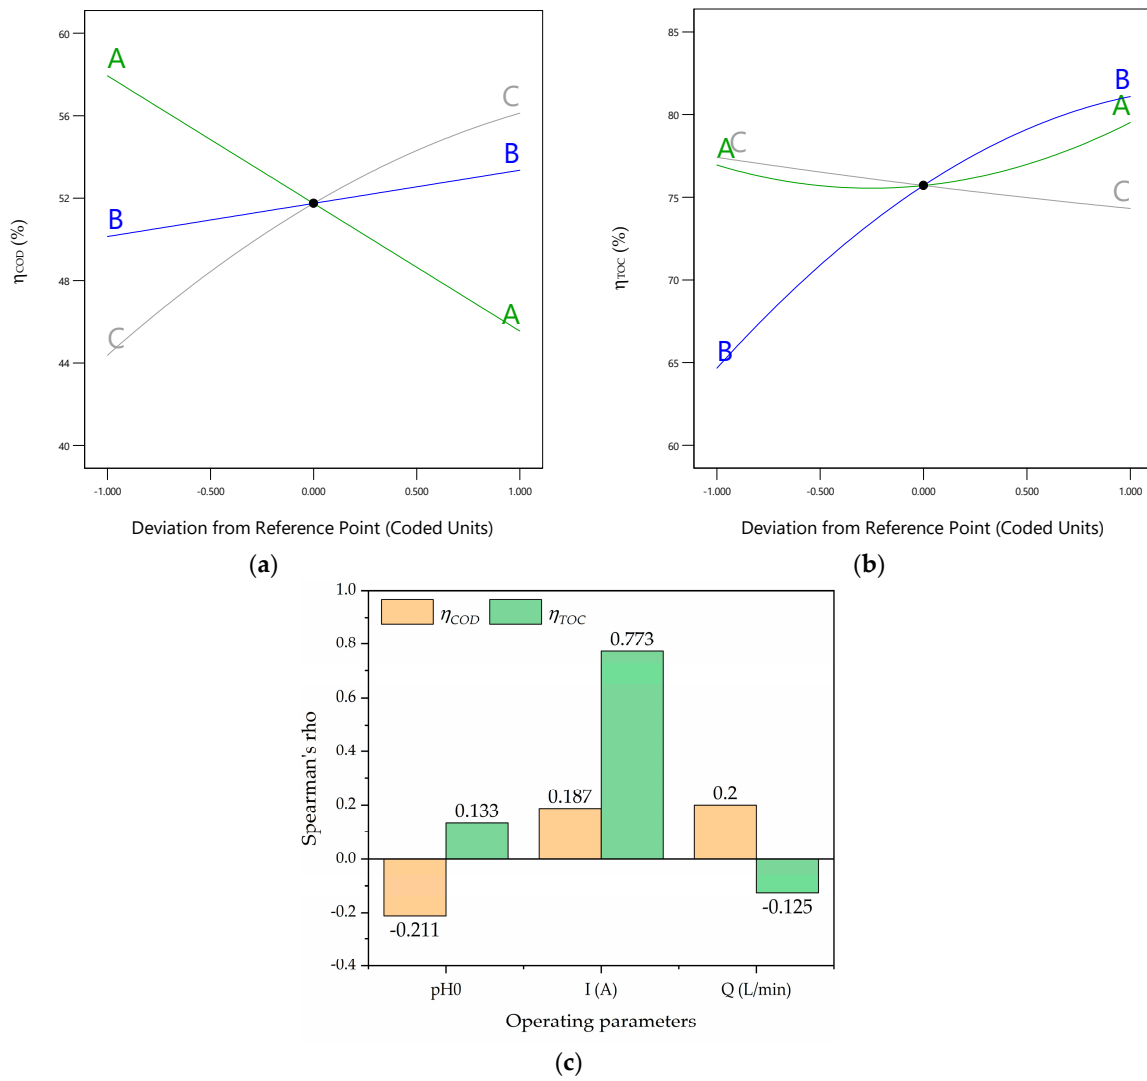 60
56
52
48
44
40
η_COD (%)
A
C
B
B
C
A
-1.000
-0.500
0.000
0.500
1.000
Deviation from Reference Point (Coded Units)
(a)
85
80
75
70
65
60
η_TOC (%)
B
A
A
C
C
B
-1.000
-0.500
0.000
0.500
1.000
Deviation from Reference Point (Coded Units)
(b)
1.0
0.8
0.6
0.4
0.2
0.0
-0.2
-0.4
Spearman's rho
η_COD η_TOC
0.773
0.187
0.2
0.133
-0.211
-0.125
pH0 I (A) Q (L/min)
Operating parameters
(c)